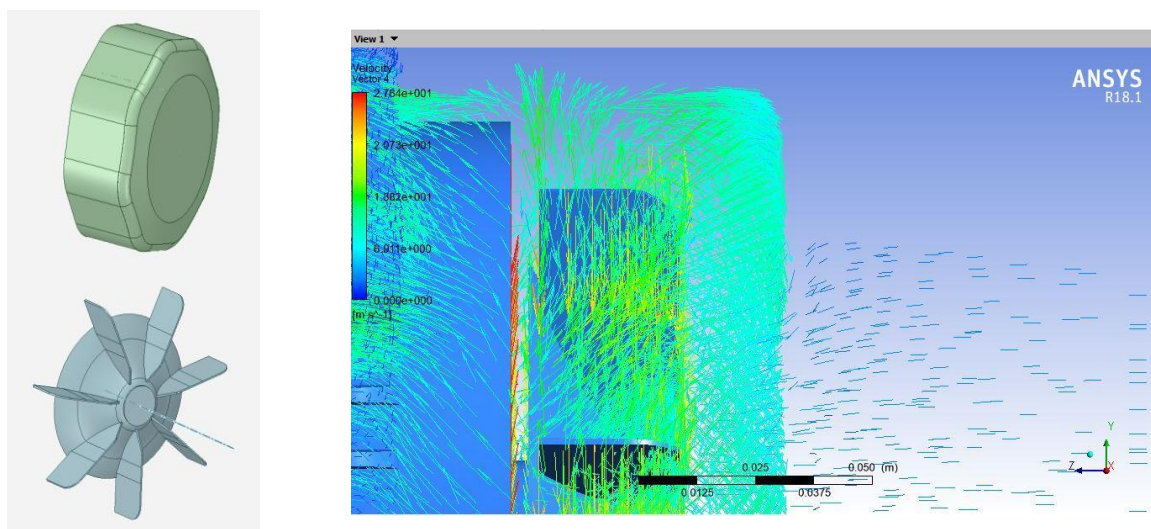 View 1
Velocity
Vector 4
2.764e+001
2.073e+001
1.382e+001
6.911e+000
0.000e+000
[m s^-1]
ANSYS
R18.1
0.025 0.050 (m)
0.0125 0.0375
Y
Z X